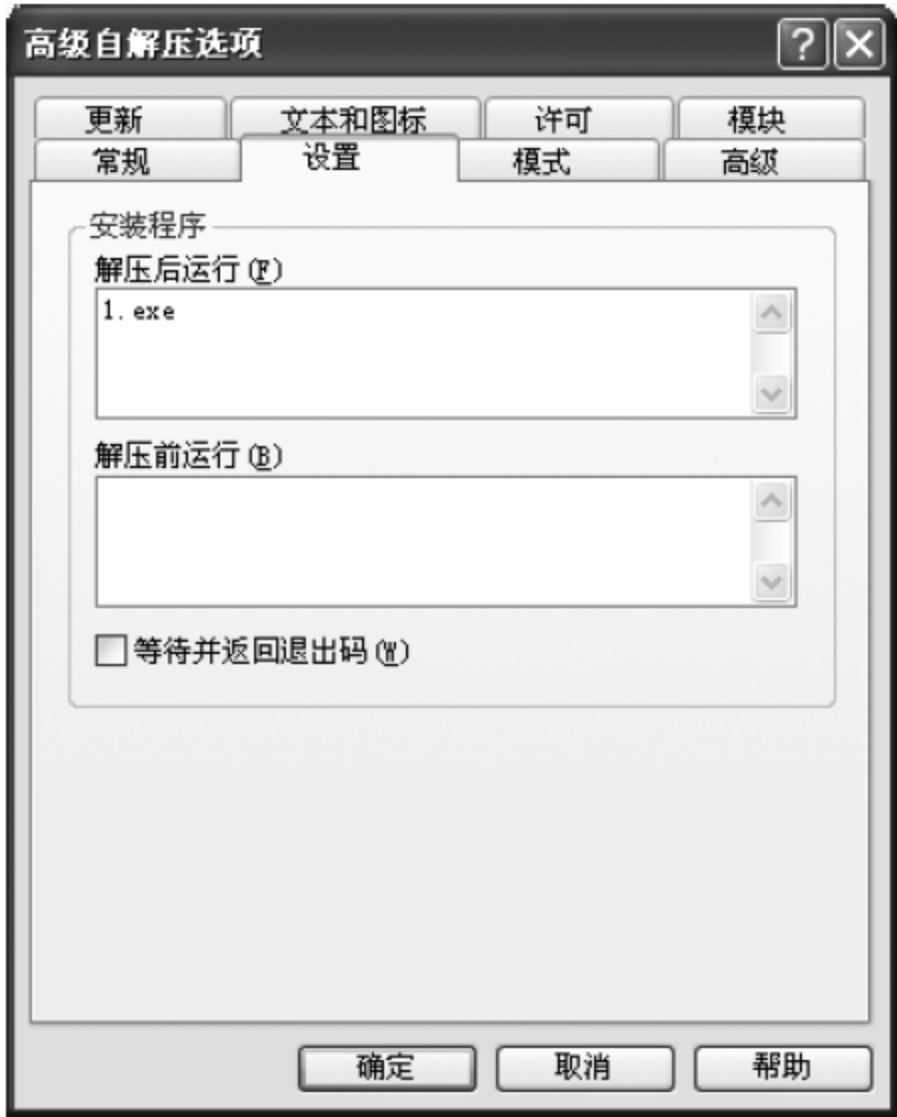 高级自解压选项
更新 文本和图标 许可 模块
常规 设置 模式 高级
安装程序
解压后运行(F)
1.exe
解压前运行(B)
等待并返回退出码(W)
确定 取消 帮助